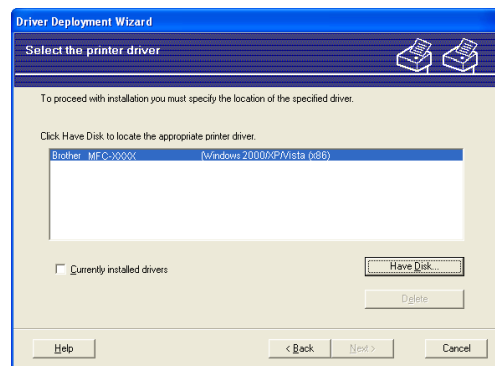 Driver Deployment Wizard
Select the printer driver
To proceed with installation you must specify the location of the specified driver.
Click Have Disk to locate the appropriate printer driver.
Brother MFC-XXXX (Windows 2000/XP/Vista (x86)
Currently installed drivers
Have Disk...
Delete
Help
< Back
Next >
Cancel